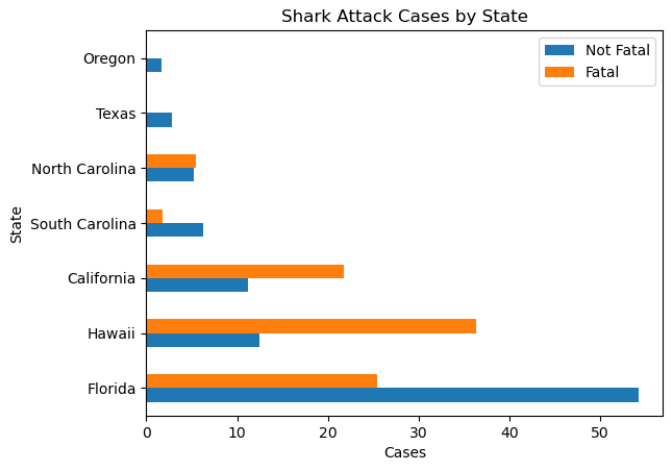 Shark Attack Cases by State
Not Fatal
Fatal
Oregon
Texas
North Carolina
South Carolina
California
Hawaii
Florida
State
0 10 20 30 40 50
Cases